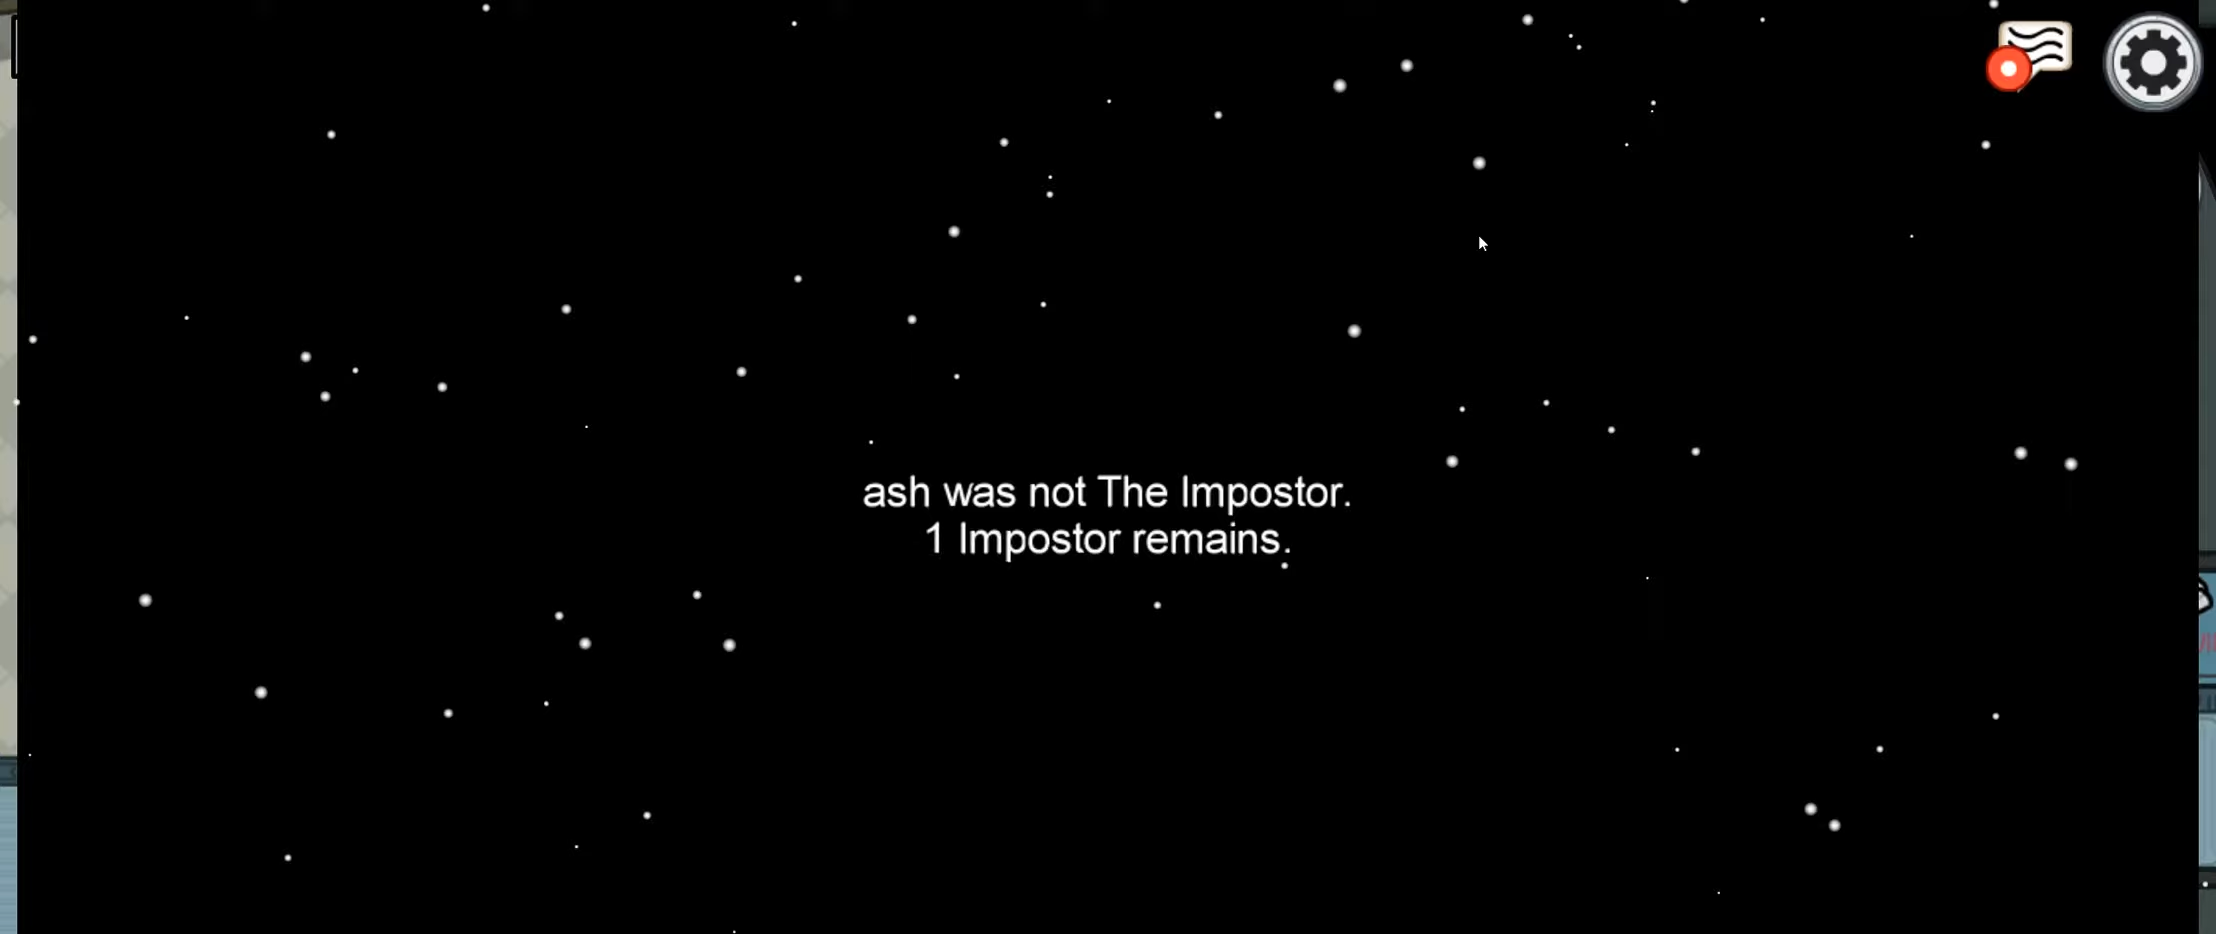 ash was not The Impostor.
1 Impostor remains.